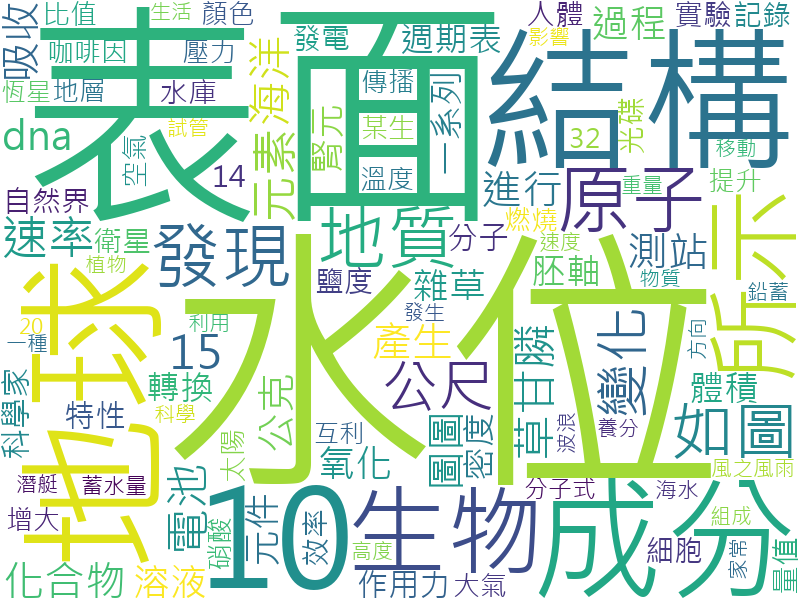 吸收
比值
生活
顏色
人體
影響
過程
實驗
記錄
咖啡因
壓力
發電
週期表
恆星
地層
水庫
海洋
傳播
某生
一系列
光碟
dna
試管
空氣
14
元素
腎元
溫度
32
移動
表面
結構
自然界
進行
原子
重量
提升
速率
衛星
植物
發現
地質
分子
燃燒
速度
胚軸
物質
測站
所示
鹽度
雜草
鉛蓄
20
一種
利用
發生
15
產生
方向
地球
水位
科學家
特性
轉換
科學
公克
公尺
草甘膦
變化
體積
太陽
互利
圖圖
密度
波浪
養分
如圖
潛艇
蓄水量
電池
氧化
風之風雨
增大
硝酸
元件
效率
10
生物
分子式
海水
成分
組成
化合物
溶液
高度
作用力
大氣
細胞
家常
量值